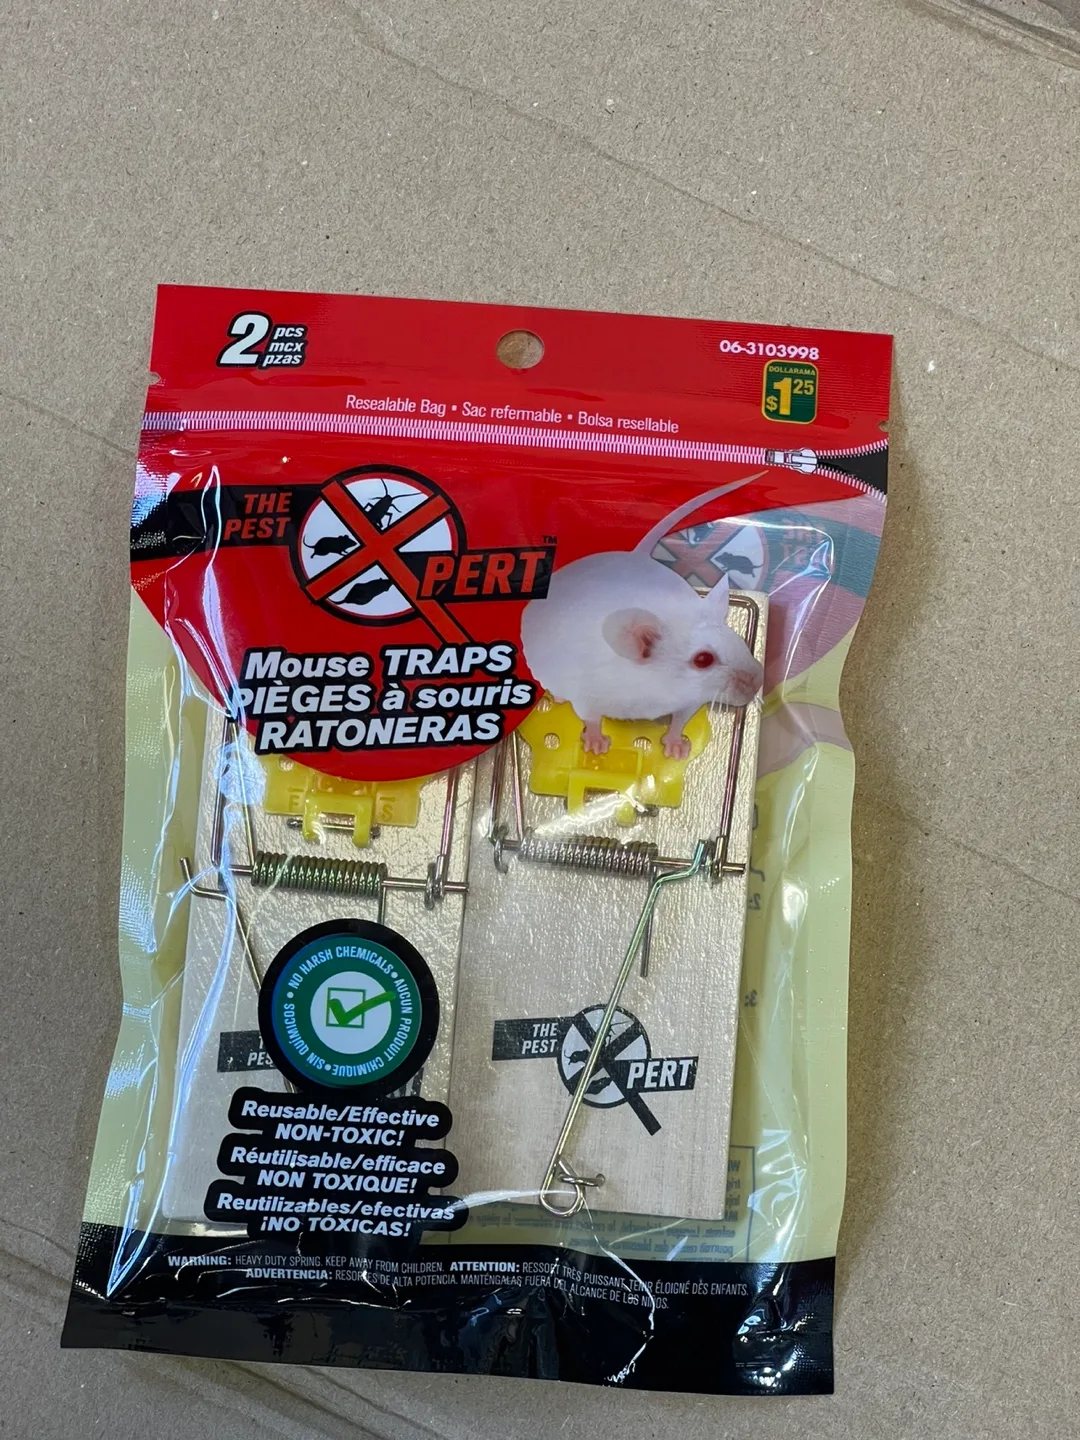 2 pcs
mcx
pzas
06-3103998
DOLLARAMA
$1 25
Resealable Bag • Sac refermable • Bolsa resellable
THE
PEST
XPERT™
Mouse TRAPS
PIÈGES à souris
RATONERAS
NO HARSH CHEMICALS • AUCUN PRODUIT CHIMIQUE • SIN QUÍMICOS •
THE
PEST
XPERT
Reusable/Effective
NON-TOXIC!
Réutilisable/efficace
NON TOXIQUE!
Reutilizables/efectivas
¡NO TÓXICAS!
WARNING: HEAVY DUTY SPRING. KEEP AWAY FROM CHILDREN. ATTENTION: RESSORT TRÈS PUISSANT. TENIR ÉLOIGNÉ DES ENFANTS.
ADVERTENCIA: RESORTES DE ALTA POTENCIA. MANTÉNGALAS FUERA DEL ALCANCE DE LOS NIÑOS.